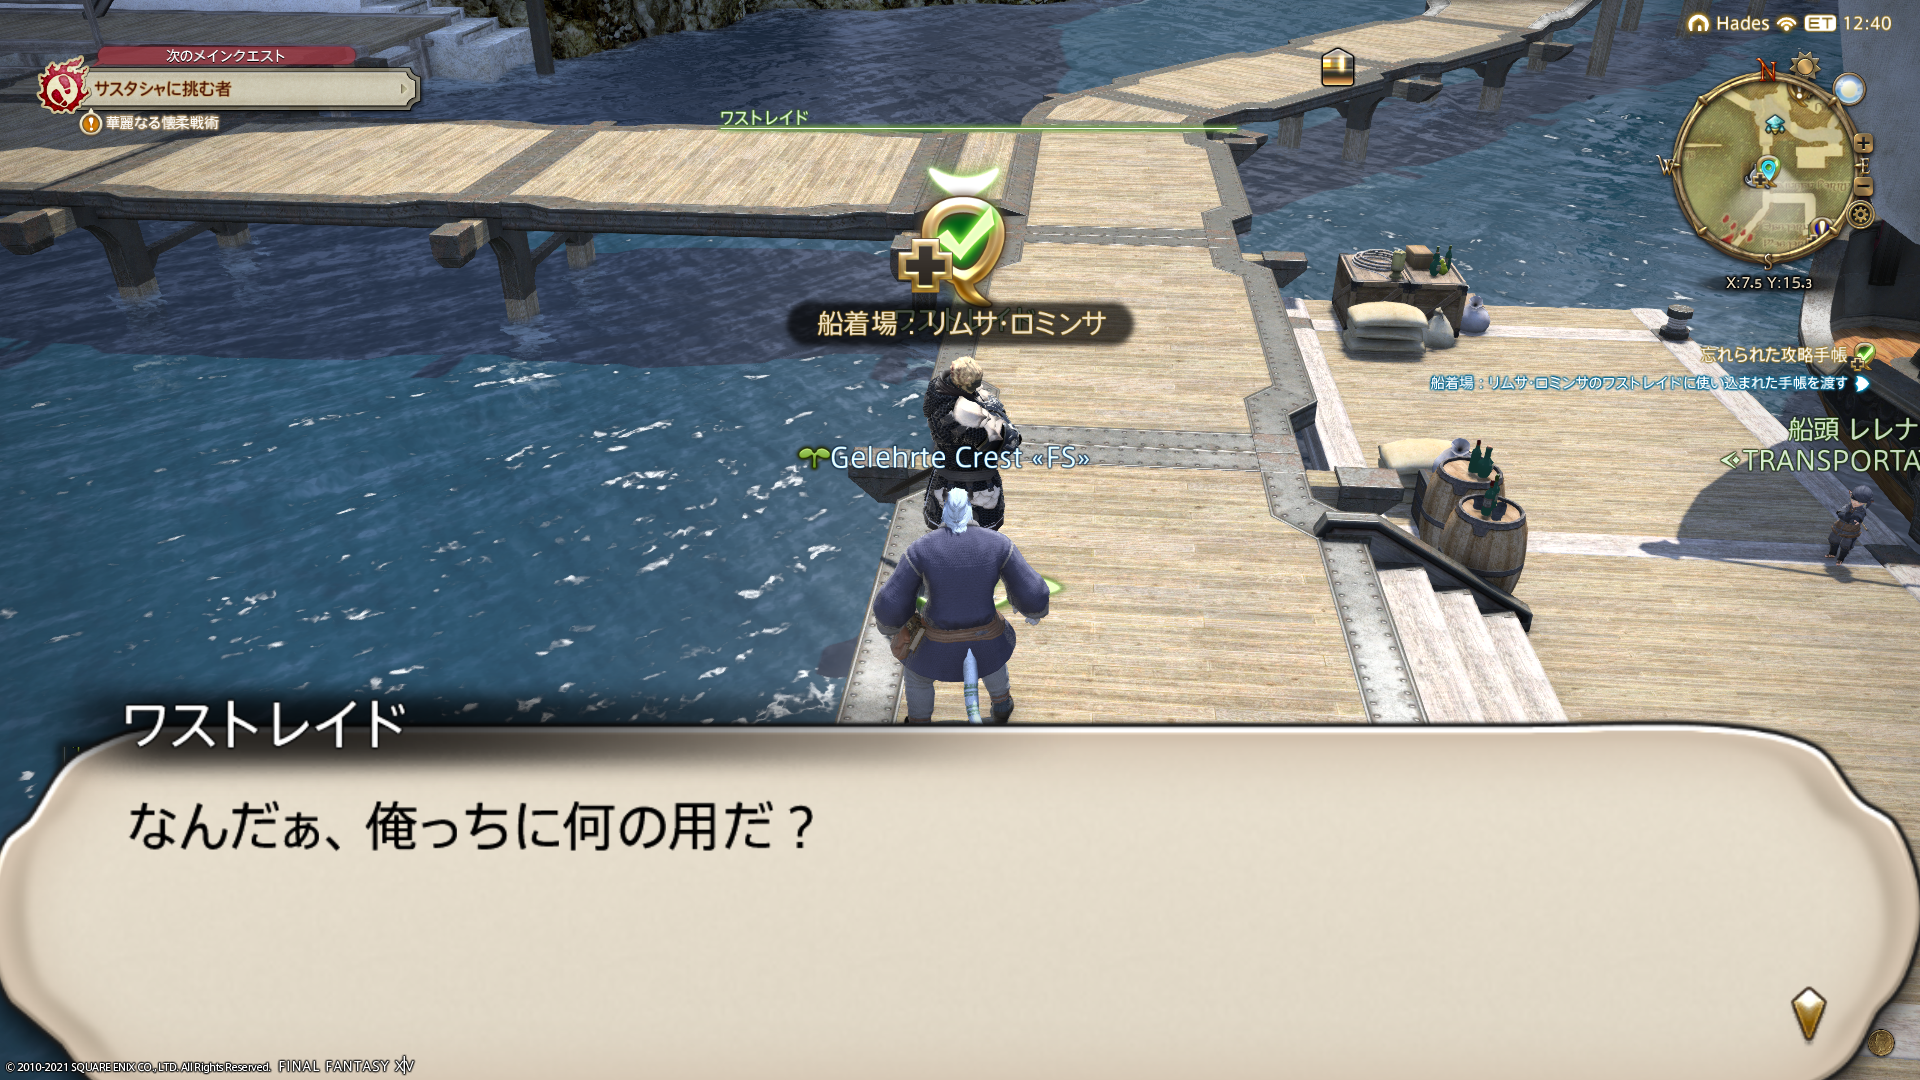 Hades ET 12:40
次のメインクエスト
サスタシャに挑む者
華麗なる懐柔戦術
N
W
E
S
X:7.5 Y:15.3
ワストレイド
船着場：リムサ・ロミンサ
忘れられた攻略手帳
船着場：リムサ・ロミンサのワストレイドに使い込まれた手帳を渡す
船頭 レレナ
<TRANSPORTA
Gelehrte Crest «FS»
ワストレイド
なんだぁ、俺っちに何の用だ？
© 2010-2021 SQUARE ENIX CO., LTD. All Rights Reserved. FINAL FANTASY XIV